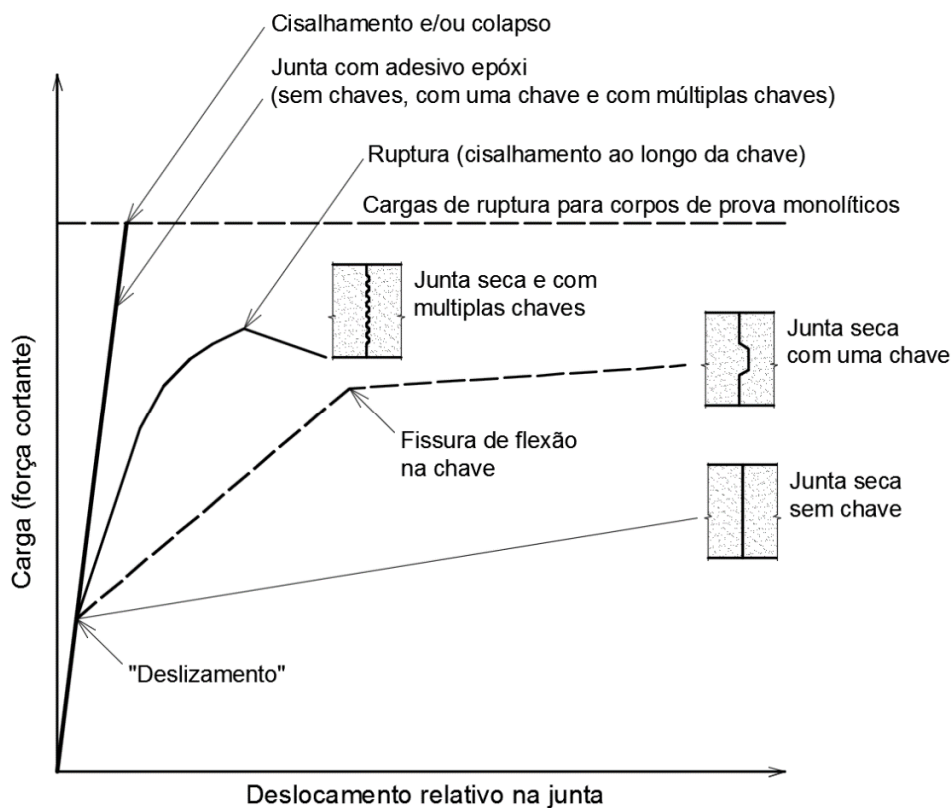 Cisalhamento e/ou colapso
Junta com adesivo epóxi
(sem chaves, com uma chave e com múltiplas chaves)
Ruptura (cisalhamento ao longo da chave)
Cargas de ruptura para corpos de prova monolíticos
Junta seca e com
multiplas chaves
Junta seca
com uma chave
Fissura de flexão
na chave
Junta seca
sem chave
Carga (força cortante)
"Deslizamento"
Deslocamento relativo na junta